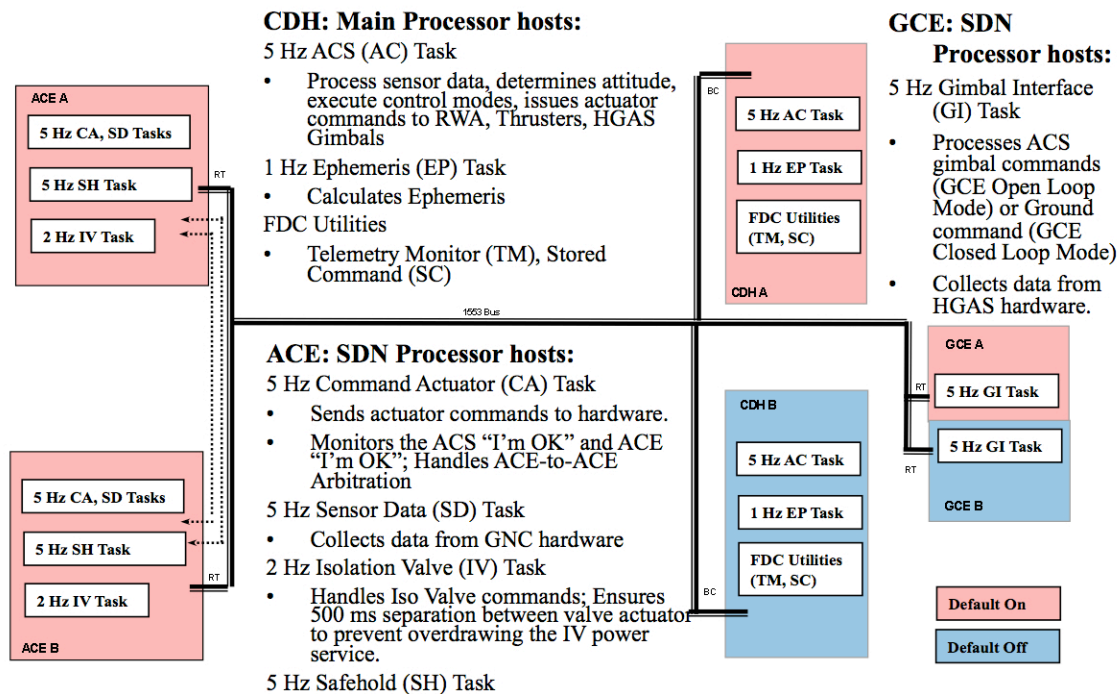 CDH: Main Processor hosts:
5 Hz ACS (AC) Task
• Process sensor data, determines attitude,
execute control modes, issues actuator
commands to RWA, Thrusters, HGAS
Gimbals
1 Hz Ephemeris (EP) Task
• Calculates Ephemeris
FDC Utilities
• Telemetry Monitor (TM), Stored
Command (SC)
GCE: SDN
Processor hosts:
5 Hz Gimbal Interface
(GI) Task
• Processes ACS
gimbal commands
(GCE Open Loop
Mode) or Ground
command (GCE
Closed Loop Mode)
• Collects data from
HGAS hardware.
ACE A
5 Hz CA, SD Tasks
5 Hz SH Task
2 Hz IV Task
RT
BC
5 Hz AC Task
1 Hz EP Task
FDC Utilities
(TM, SC)
CDH A
1553 Bus
ACE: SDN Processor hosts:
5 Hz Command Actuator (CA) Task
• Sends actuator commands to hardware.
• Monitors the ACS “I’m OK” and ACE
“I’m OK”; Handles ACE-to-ACE
Arbitration
5 Hz Sensor Data (SD) Task
• Collects data from GNC hardware
2 Hz Isolation Valve (IV) Task
• Handles Iso Valve commands; Ensures
500 ms separation between valve actuator
to prevent overdrawing the IV power
service.
5 Hz Safehold (SH) Task
5 Hz CA, SD Tasks
5 Hz SH Task
2 Hz IV Task
RT
ACE B
CDH B
5 Hz AC Task
1 Hz EP Task
FDC Utilities
(TM, SC)
BC
GCE A
RT
5 Hz GI Task
5 Hz GI Task
RT
GCE B
Default On
Default Off